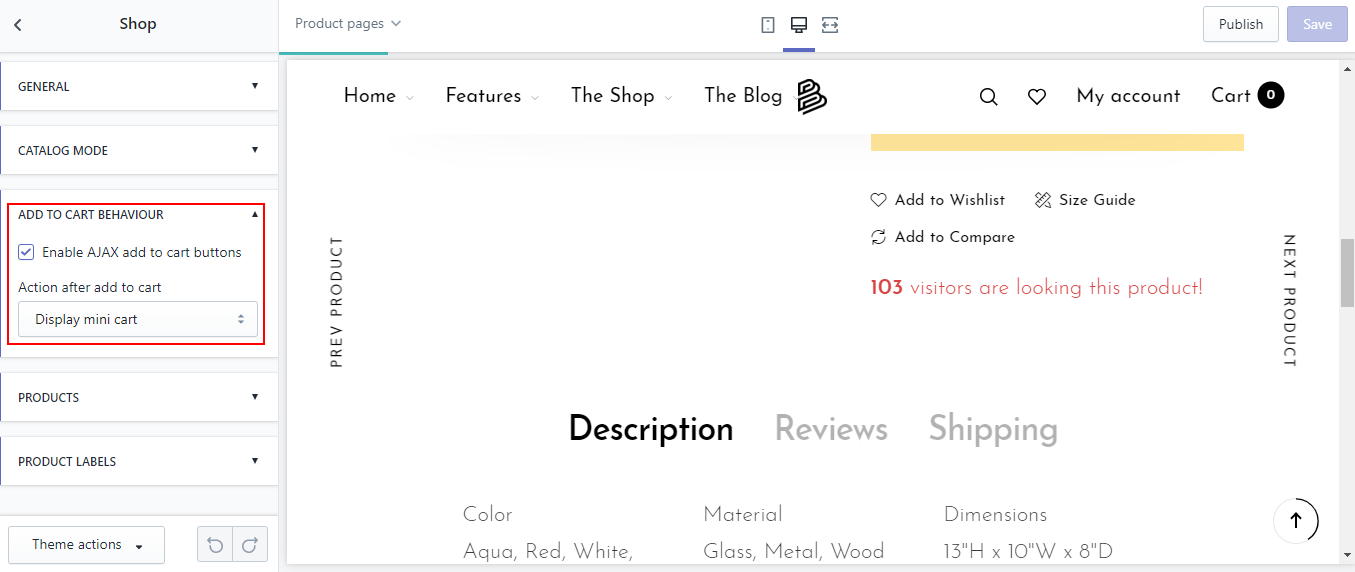 Shop
GENERAL
CATALOG MODE
ADD TO CART BEHAVIOUR
Enable AJAX add to cart buttons
Action after add to cart
Display mini cart
PRODUCTS
PRODUCT LABELS
Theme actions
Product pages
Publish
Save
Home
Features
The Shop
The Blog
My account
Cart 0
Add to Wishlist
Size Guide
Add to Compare
103 visitors are looking this product!
PREV PRODUCT
NEXT PRODUCT
Description
Reviews
Shipping
Color
Material
Dimensions
Aqua, Red, White,
Glass, Metal, Wood
13"H x 10"W x 8"D